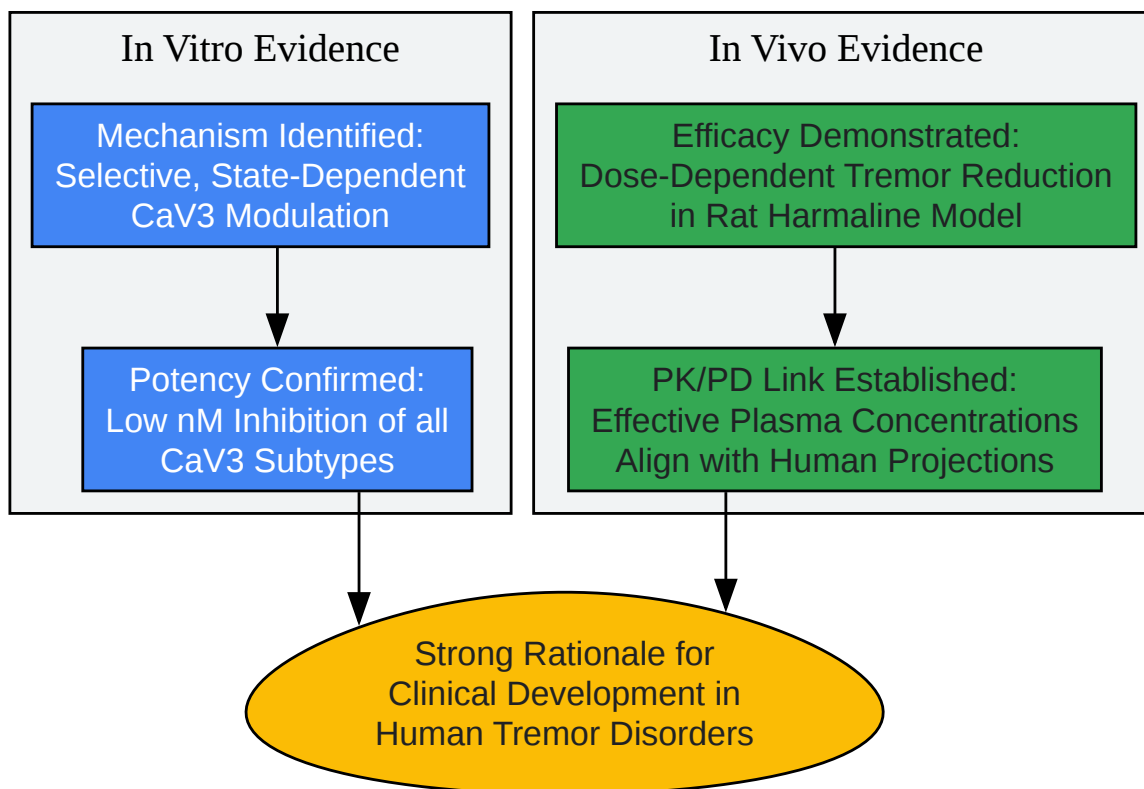 In Vitro Evidence
Mechanism Identified:
Selective, State-Dependent
CaV3 Modulation
Potency Confirmed:
Low nM Inhibition of all
CaV3 Subtypes
In Vivo Evidence
Efficacy Demonstrated:
Dose-Dependent Tremor Reduction
in Rat Harmaline Model
PK/PD Link Established:
Effective Plasma Concentrations
Align with Human Projections
Strong Rationale for
Clinical Development in
Human Tremor Disorders